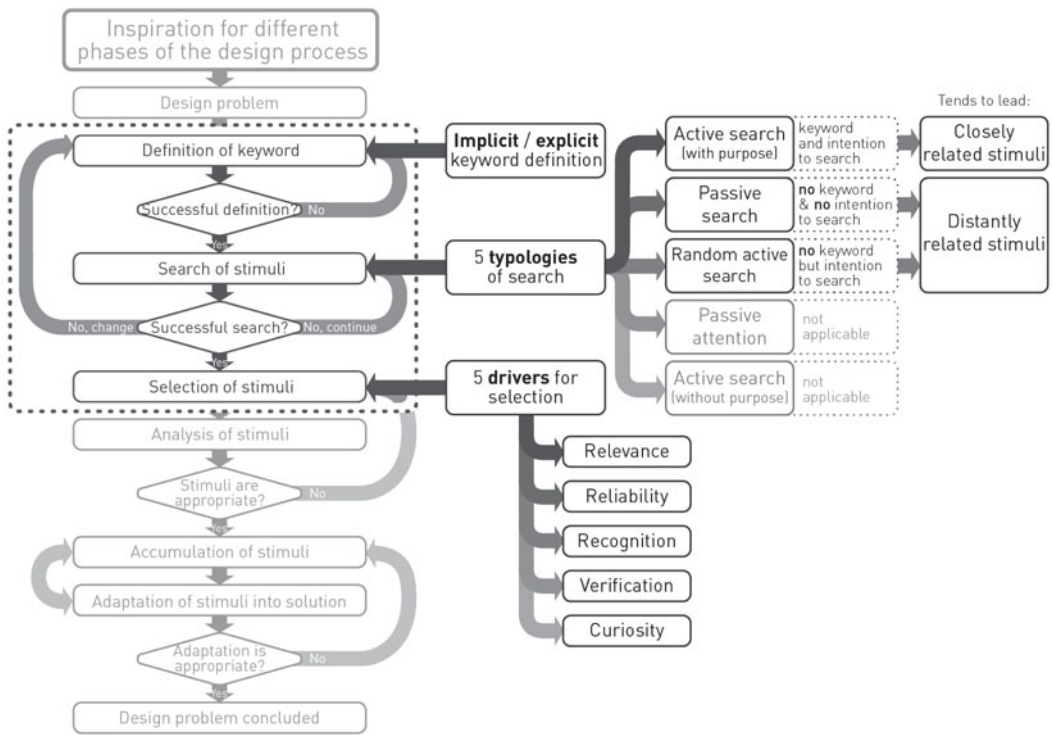 Inspiration for different
phases of the design process
Design problem
Definition of keyword
Successful definition?
No
Yes
Search of stimuli
No, change
Successful search?
No, continue
Yes
Selection of stimuli
Analysis of stimuli
Stimuli are
appropriate?
No
Yes
Accumulation of stimuli
Adaptation of stimuli into solution
Adaptation is
appropriate?
No
Yes
Design problem concluded
Implicit / explicit
keyword definition
5 typologies
of search
5 drivers for
selection
Relevance
Reliability
Recognition
Verification
Curiosity
Active search
(with purpose)
keyword
and intention
to search
Passive
search
no keyword
& no intention
to search
Random active
search
no keyword
but intention
to search
Passive
attention
not
applicable
Active search
(without purpose)
not
applicable
Tends to lead:
Closely
related stimuli
Distantly
related stimuli